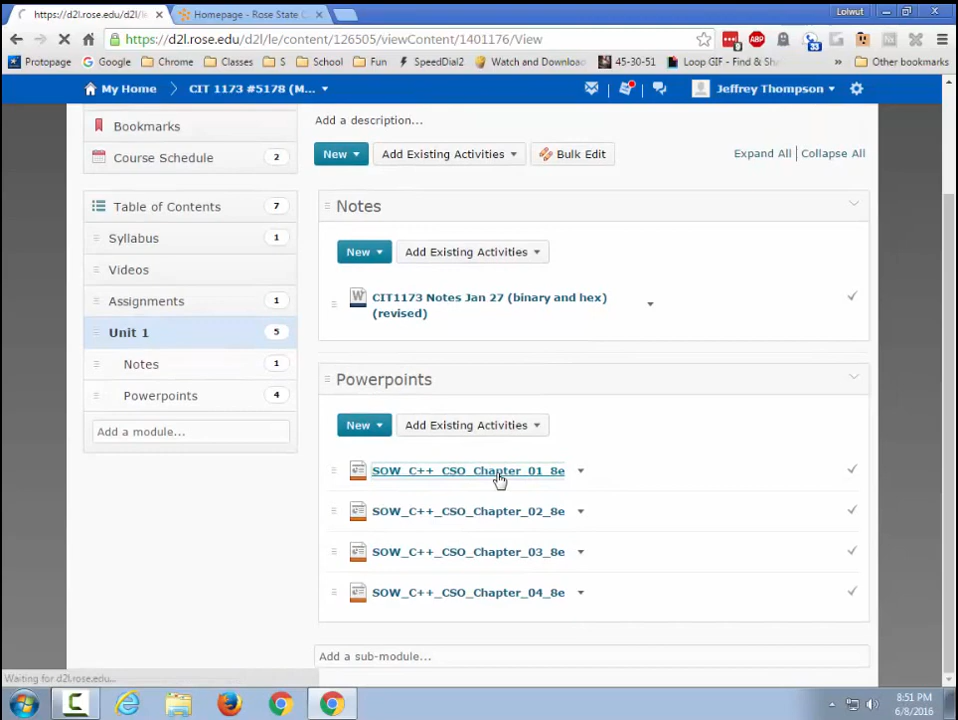 https://d2l.rose.edu/d2l/l
Homepage - Rose State C
Lolwut
https://d2l.rose.edu/d2l/le/content/126505/viewContent/1401176/View
ABP
33
Protopage
Google
Chrome
Classes
S
School
Fun
SpeedDial2
Watch and Downloa
45-30-51
Loop GIF - Find & Sha
»
Other bookmarks
My Home
CIT 1173 #5178 (M...
Jeffrey Thompson
Bookmarks
Course Schedule
2
Add a description...
New
Add Existing Activities
Bulk Edit
Expand All | Collapse All
Table of Contents
7
Syllabus
1
Videos
Assignments
1
Unit 1
5
Notes
1
Powerpoints
4
Add a module...
Notes
New
Add Existing Activities
CIT1173 Notes Jan 27 (binary and hex)
(revised)
Powerpoints
New
Add Existing Activities
SOW_C++_CSO_Chapter_01_8e
SOW_C++_CSO_Chapter_02_8e
SOW_C++_CSO_Chapter_03_8e
SOW_C++_CSO_Chapter_04_8e
Add a sub-module...
Waiting for d2l.rose.edu...
8:51 PM
6/8/2016